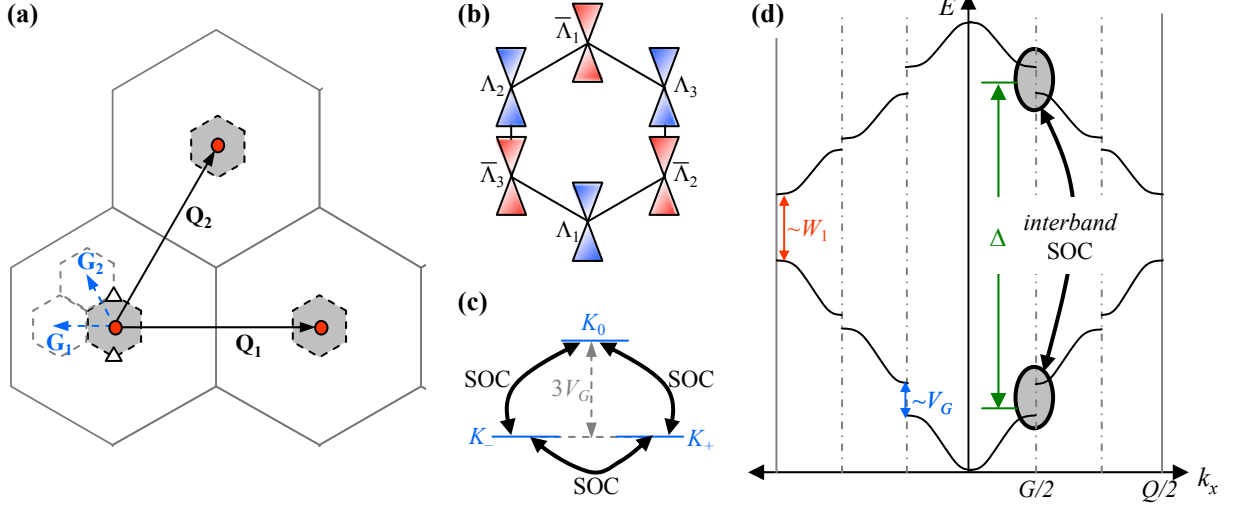 (a)
Q₂
G₂
G₁
Q₁
(b)
Λ̅₁
Λ₂
Λ₃
Λ̅₃
Λ̅₂
Λ₁
(c)
K₀
SOC
3V_G
SOC
K₋
K₊
SOC
(d)
E
~W₁
Δ
interband
SOC
~V_G
G/2
Q/2
kₓ